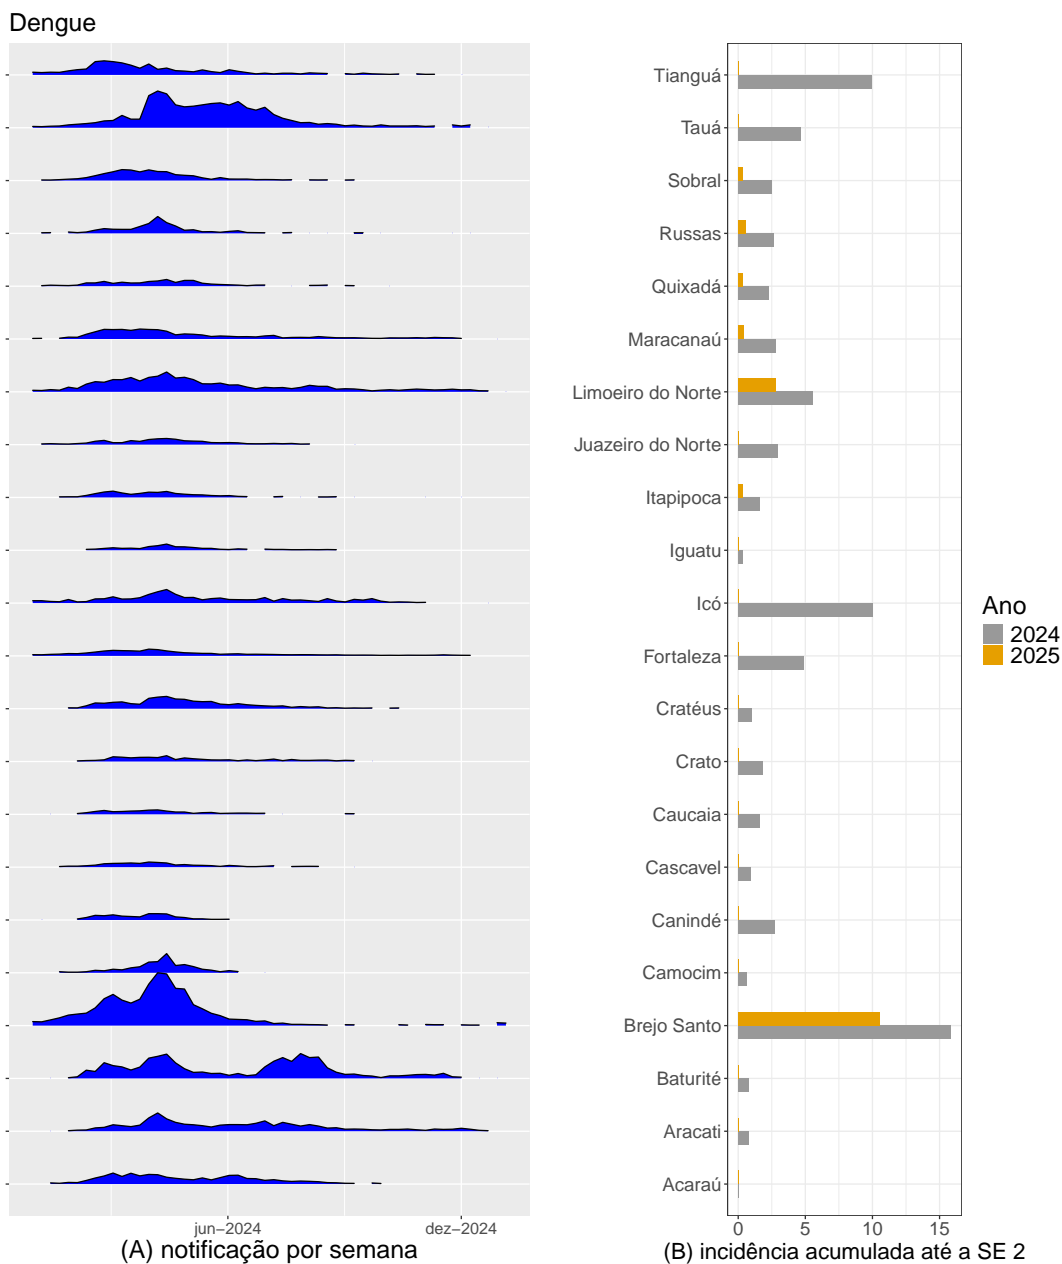 Dengue
Tianguá
Tauá
Sobral
Russas
Quixadá
Maracanaú
Limoeiro do Norte
Juazeiro do Norte
Itapipoca
Iguatu
Icó
Fortaleza
Cratéus
Crato
Caucaia
Cascavel
Canindé
Camocim
Brejo Santo
Baturité
Aracati
Acaraú
Ano
2024
2025
jun−2024 dez−2024
0 5 10 15
(A) notificação por semana
(B) incidência acumulada até a SE 2